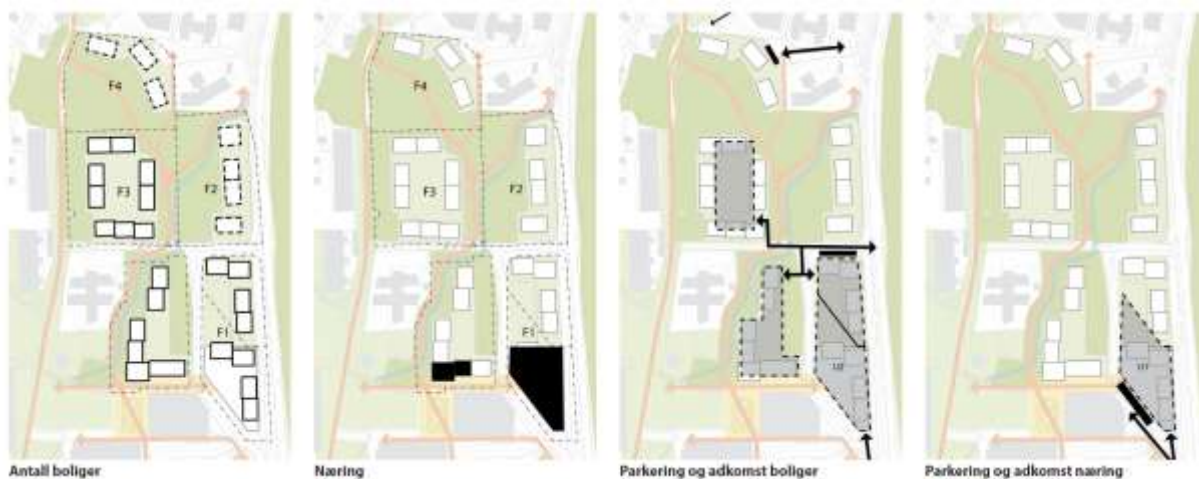 F4
F3
F2
F1
Antall boliger
F4
F3
F2
F1
Næring
U2
Parkering og adkomst boliger
U1
Parkering og adkomst næring